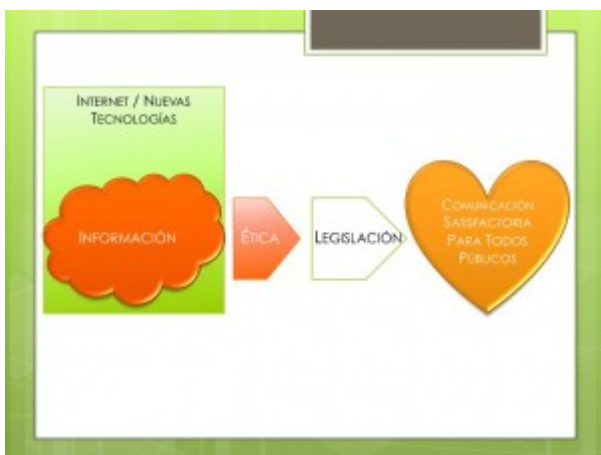 INTERNET / NUEVAS
TECNOLOGÍAS
INFORMACIÓN
ÉTICA
LEGISLACIÓN
COMUNICACIÓN
SATISFACTORIA
PARA TODOS
PÚBLICOS